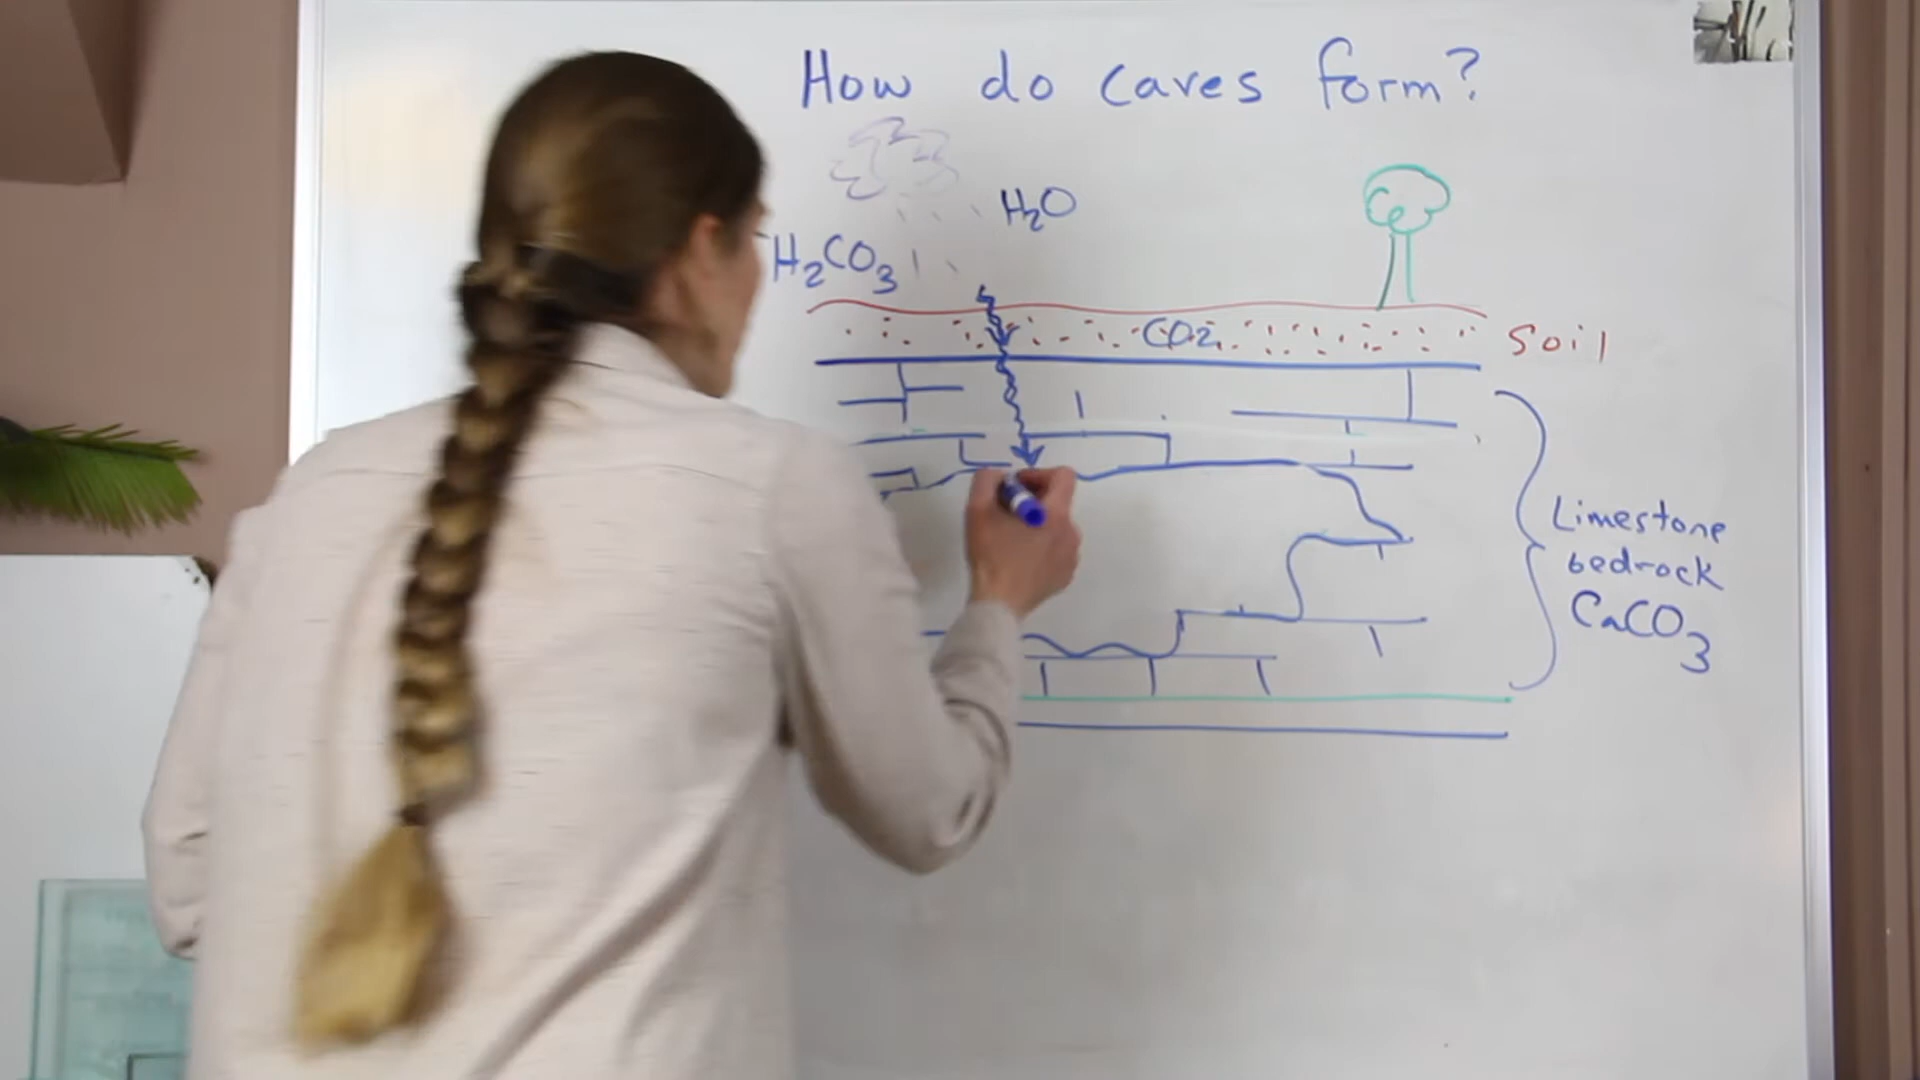 How do caves form?
H₂O
H₂CO₃
CO₂
Soil
Limestone
bedrock
CaCO₃